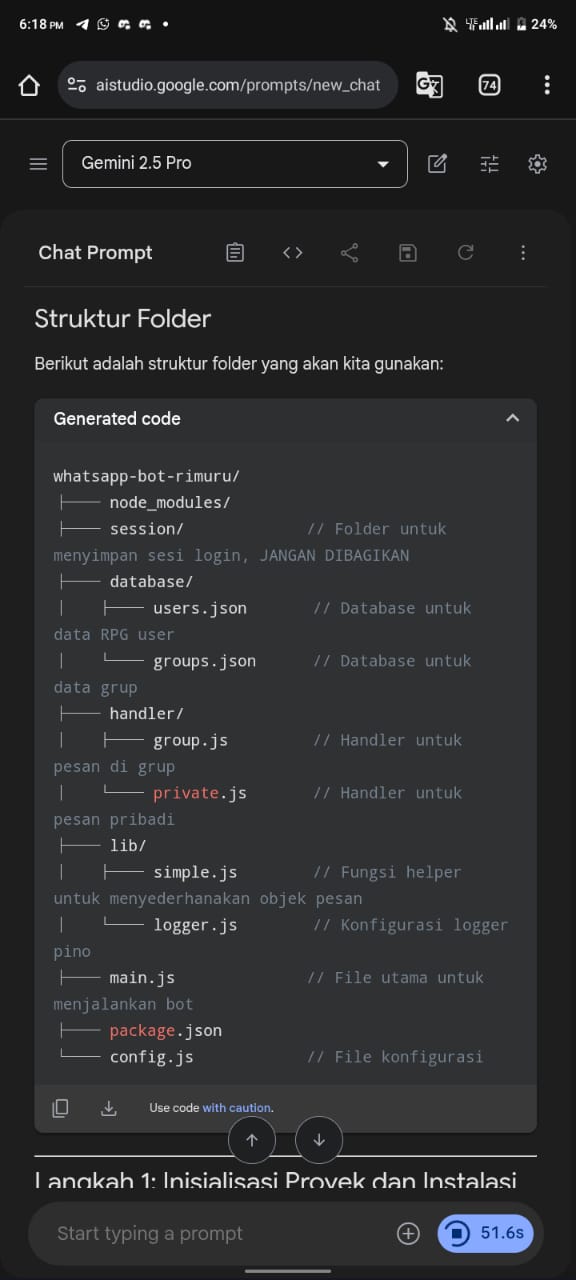 6:18 PM
LTE
24%
aistudio.google.com/prompts/new_chat
74
Gemini 2.5 Pro
Chat Prompt
Struktur Folder
Berikut adalah struktur folder yang akan kita gunakan:
Generated code
whatsapp-bot-rimuru/
├── node_modules/
├── session/ // Folder untuk
menyimpan sesi login, JANGAN DIBAGIKAN
├── database/
│ ├── users.json // Database untuk
data RPG user
│ └── groups.json // Database untuk
data grup
├── handler/
│ ├── group.js // Handler untuk
pesan di grup
│ └── private.js // Handler untuk
pesan pribadi
├── lib/
│ ├── simple.js // Fungsi helper
untuk menyederhanakan objek pesan
│ └── logger.js // Konfigurasi logger
pino
├── main.js // File utama untuk
menjalankan bot
├── package.json
└── config.js // File konfigurasi
Use code with caution.
Langkah 1: Inisialisasi Proyek dan Instalasi
Start typing a prompt
51.6s